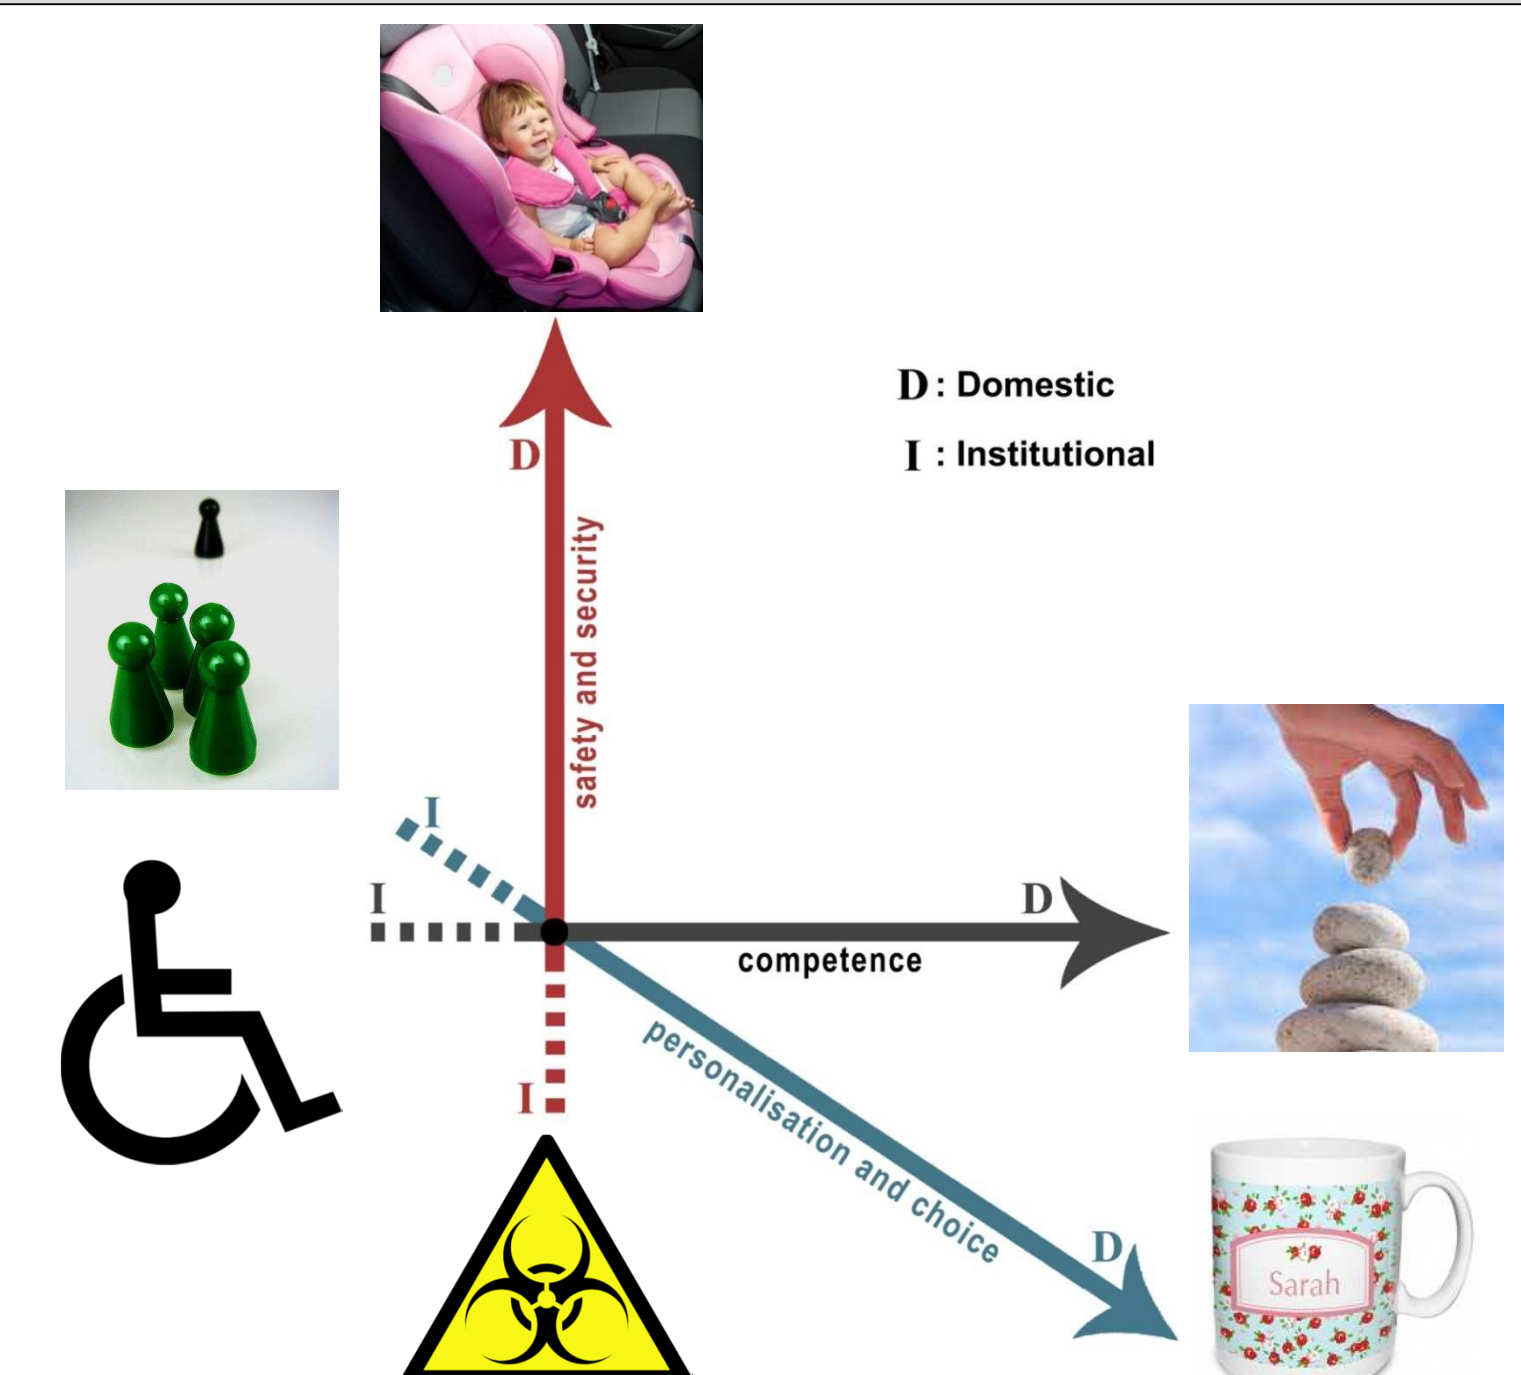 D : Domestic
I : Institutional
D
safety and security
I
I
D
competence
I
personalisation and choice
D
Sarah